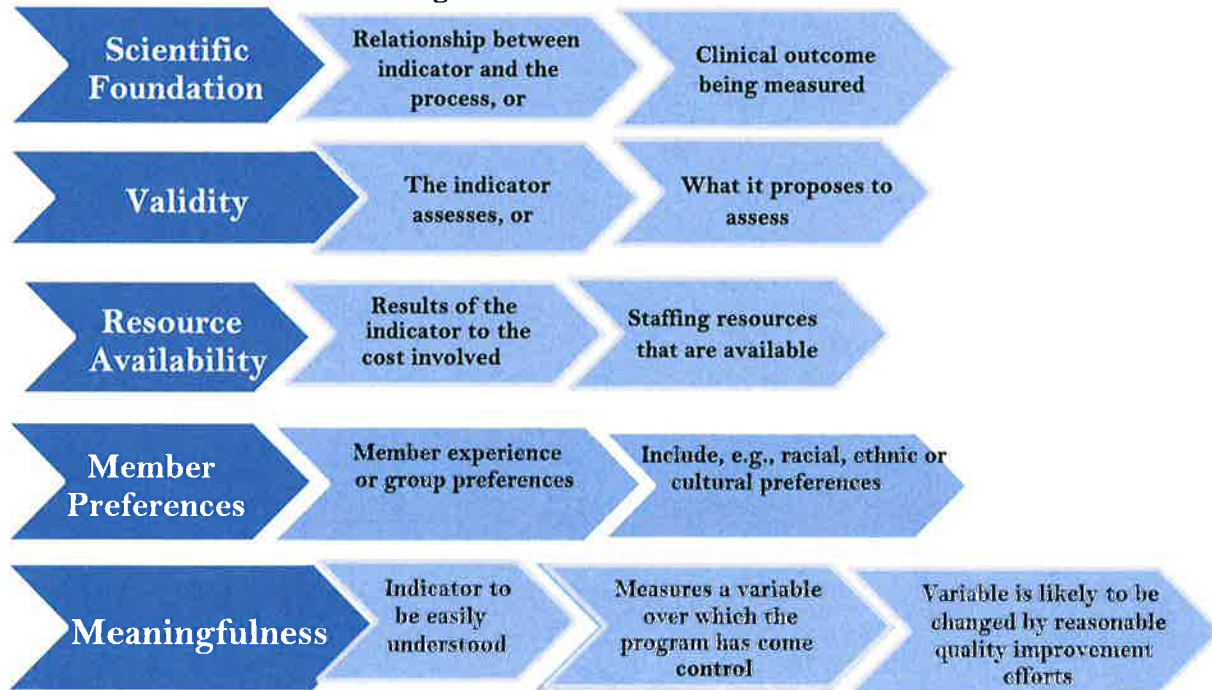 Scientific
Foundation
Relationship between
indicator and the
process, or
Clinical outcome
being measured
Validity
The indicator
assesses, or
What it proposes to
assess
Resource
Availability
Results of the
indicator to the
cost involved
Staffing resources
that are available
Member
Preferences
Member experience
or group preferences
Include, e.g., racial, ethnic or
cultural preferences
Meaningfulness
Indicator to
be easily
understood
Measures a variable
over which the
program has come
control
Variable is likely to be
changed by reasonable
quality improvement
efforts